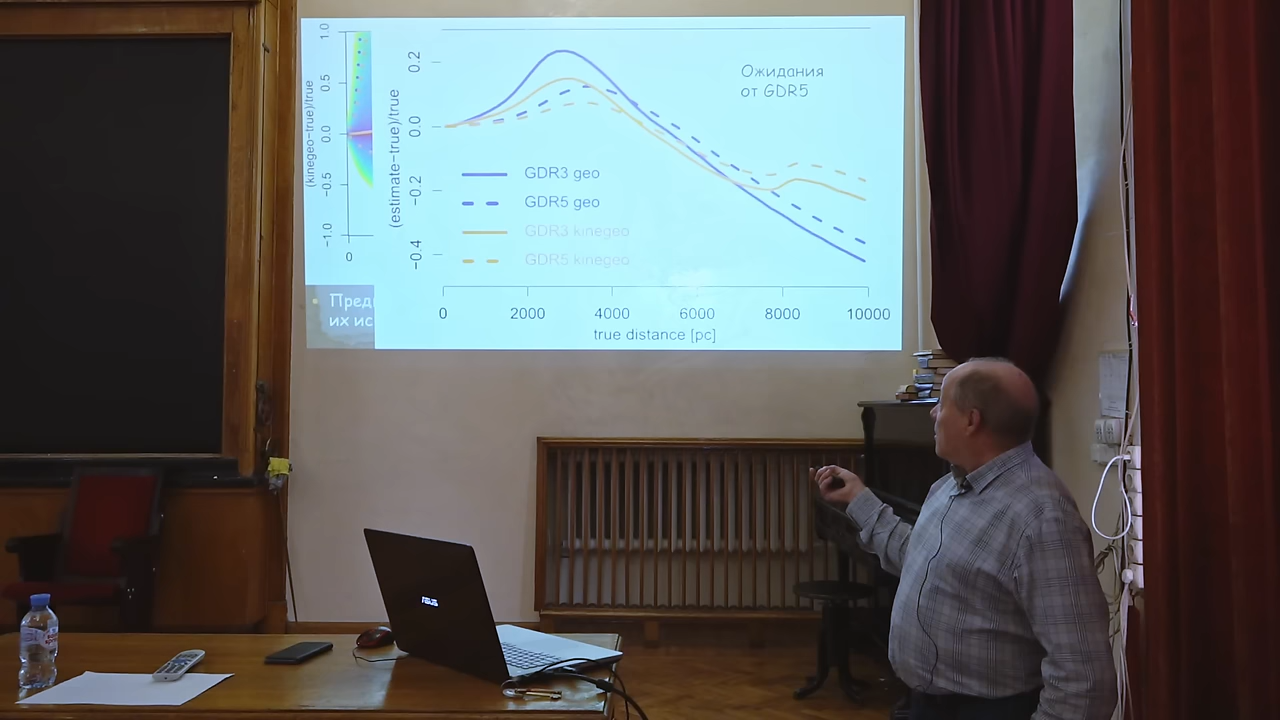 (kinegeo−true)/true
1.0
0.5
0.0
−0.5
−1.0
0
Пред
их ис
(estimate−true)/true
0.2
0.0
−0.2
−0.4
Ожидания
от GDR5
GDR3 geo
GDR5 geo
GDR3 kinegeo
GDR5 kinegeo
0 2000 4000 6000 8000 10000
true distance [pc]
ASUS